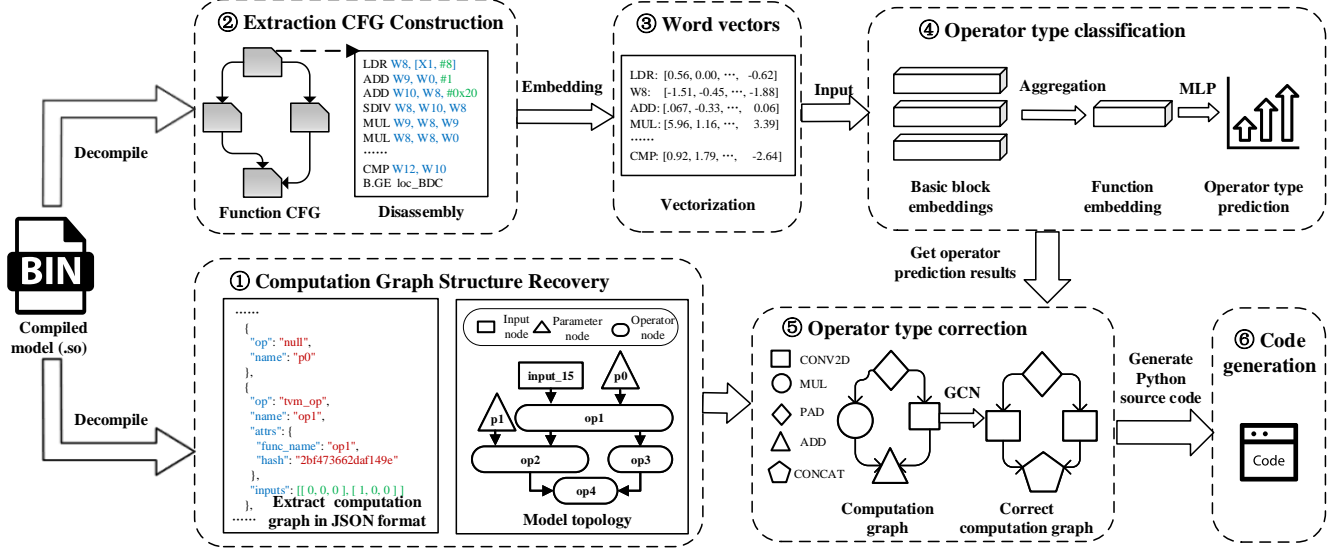 ② Extraction CFG Construction
LDR W8, [X1, #8]
ADD W9, W0, #1
ADD W10, W8, #0x20
SDIV W8, W10, W8
MUL W9, W8, W9
MUL W8, W8, W0
······
CMP W12, W10
B.GE loc_BDC
Function CFG
Disassembly
Decompile
Embedding
③ Word vectors
LDR: [0.56, 0.00, ···, -0.62]
W8: [-1.51, -0.45, ···, -1.88]
ADD: [.067, -0.33, ···, 0.06]
MUL: [5.96, 1.16, ···, 3.39]
······
CMP: [0.92, 1.79, ···, -2.64]
Vectorization
Input
④ Operator type classification
Aggregation
MLP
Basic block
embeddings
Function
embedding
Operator type
prediction
Get operator
prediction results
BIN
Compiled
model (.so)
Decompile
① Computation Graph Structure Recovery
······
{
"op": "null",
"name": "p0"
},
{
"op": "tvm_op",
"name": "op1",
"attrs": {
"func_name": "op1",
"hash": "2bf473662daf149e"
},
"inputs": [[ 0, 0, 0 ], [ 1, 0, 0 ] ]
},
······
Extract computation
graph in JSON format
Input
node
Parameter
node
Operator
node
input_15
p0
p1
op1
op2
op3
op4
Model topology
⑤ Operator type correction
CONV2D
MUL
PAD
ADD
CONCAT
GCN
Computation
graph
Correct
computation graph
Generate
Python
source code
⑥ Code
generation
Code